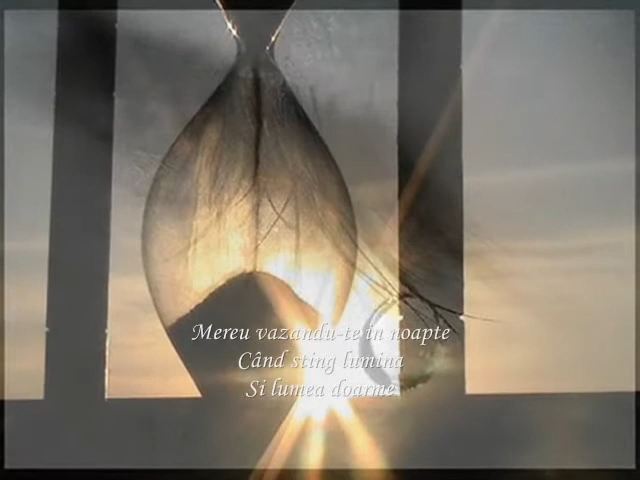 Mereu vazandu-te in noapte
Când sting lumina
Si lumea doarme